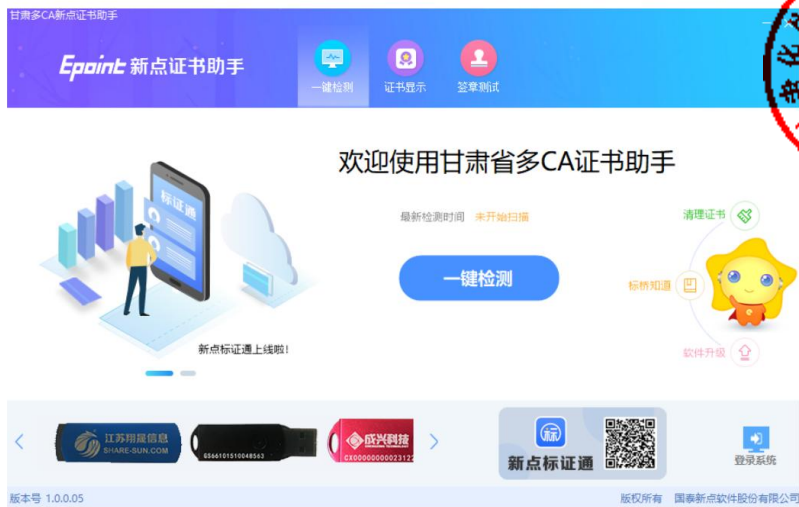 甘肃多CA新点证书助手
Epoint 新点证书助手
一键检测
证书显示
签章测试
欢迎使用甘肃省多CA证书助手
最新检测时间 未开始扫描
清理证书
一键检测
标桥知道
标证通
新点标证通上线啦！
软件升级
江苏翔晟信息
SHARE-SUN.COM
GS66101510048563
成兴科技
CX00000000023122
标
新点标证通
登录系统
版本号 1.0.0.05
版权所有 国泰新点软件股份有限公司